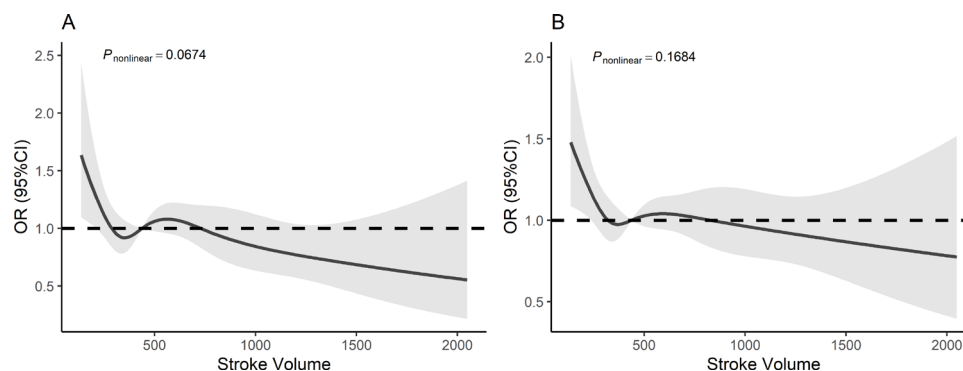 A
P nonlinear = 0.0674
OR (95%CI)
2.5
2.0
1.5
1.0
0.5
500
1000
1500
2000
Stroke Volume
B
P nonlinear = 0.1684
OR (95%CI)
2.0
1.5
1.0
0.5
500
1000
1500
2000
Stroke Volume